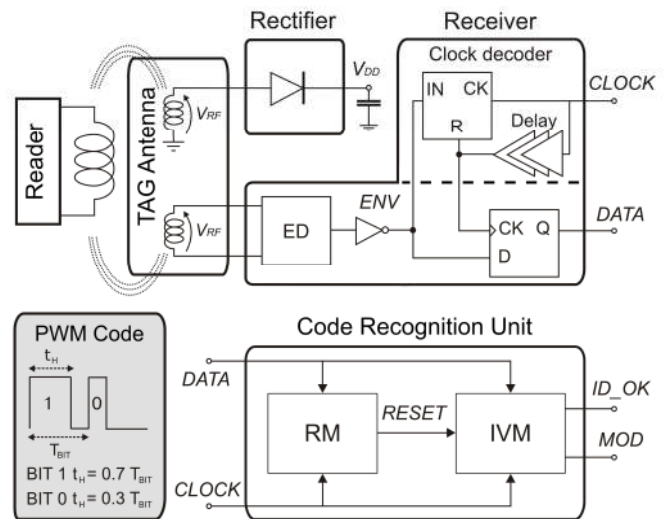 Rectifier
Receiver
Clock decoder
V_DD
IN CK
CLOCK
R
Delay
Reader
TAG Antenna
V_RF
V_RF
ENV
ED
CK Q
D
DATA
PWM Code
t_H
1 0
T_BIT
BIT 1 t_H = 0.7 T_BIT
BIT 0 t_H = 0.3 T_BIT
Code Recognition Unit
DATA
RM
RESET
IVM
ID_OK
MOD
CLOCK